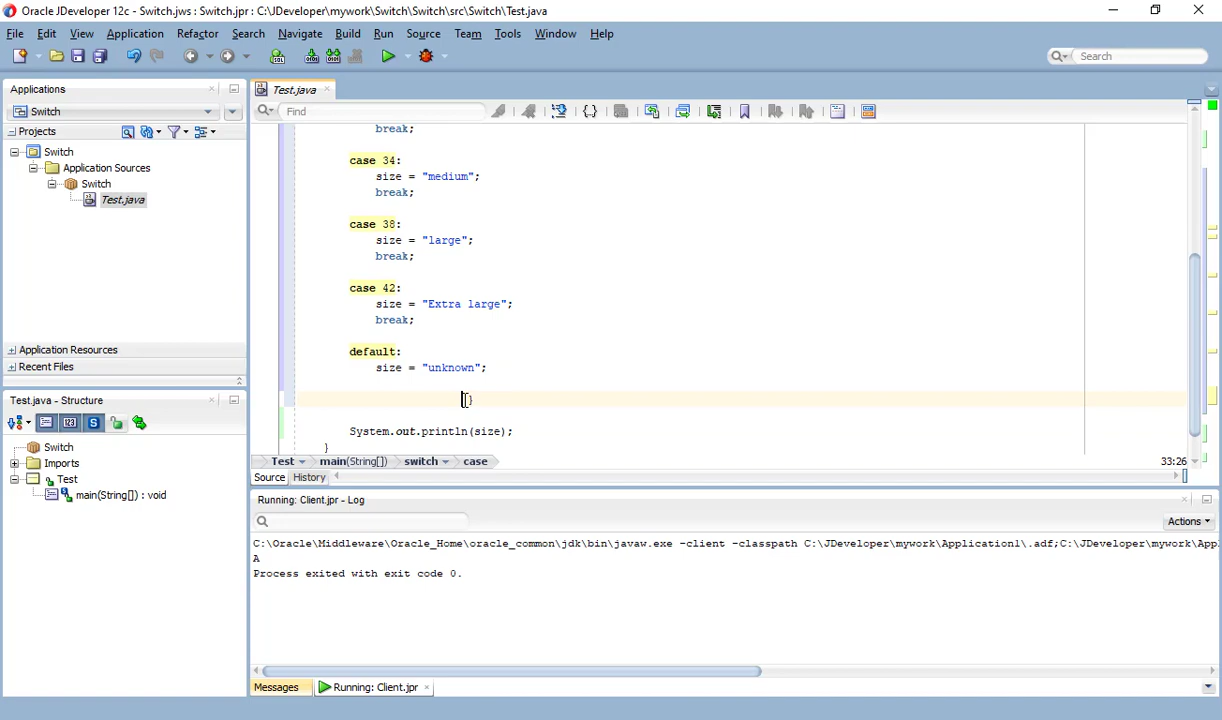 Oracle JDeveloper 12c - Switch.jws : Switch.jpr : C:\JDeveloper\mywork\Switch\Switch\src\Switch\Test.java
File Edit View Application Refactor Search Navigate Build Run Source Team Tools Window Help
Search
Applications
Switch
Projects
Switch
Application Sources
Switch
Test.java
Application Resources
Recent Files
Test.java - Structure
Switch
Imports
Test
main(String[]) : void
Test.java
Find
break;
case 34:
size = "medium";
break;
case 38:
size = "large";
break;
case 42:
size = "Extra large";
break;
default:
size = "unknown";
}
System.out.println(size);
}
Test main(String[]) switch case
33:26
Source History
Running: Client.jpr - Log
Actions
C:\Oracle\Middleware\Oracle_Home\oracle_common\jdk\bin\javaw.exe -client -classpath C:\JDeveloper\mywork\Application1\.adf;C:\JDeveloper\mywork\App
A
Process exited with exit code 0.
Messages Running: Client.jpr